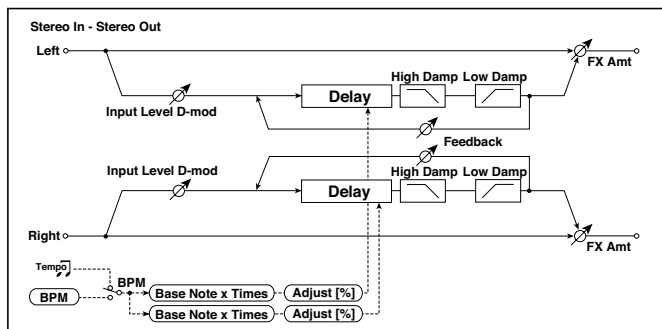 Stereo In - Stereo Out
Left
FX Amt
High Damp Low Damp
Delay
Input Level D-mod
Feedback
Input Level D-mod
High Damp Low Damp
Delay
Right
FX Amt
Tempo
BPM
BPM
Base Note x Times Adjust [%]
Base Note x Times Adjust [%]